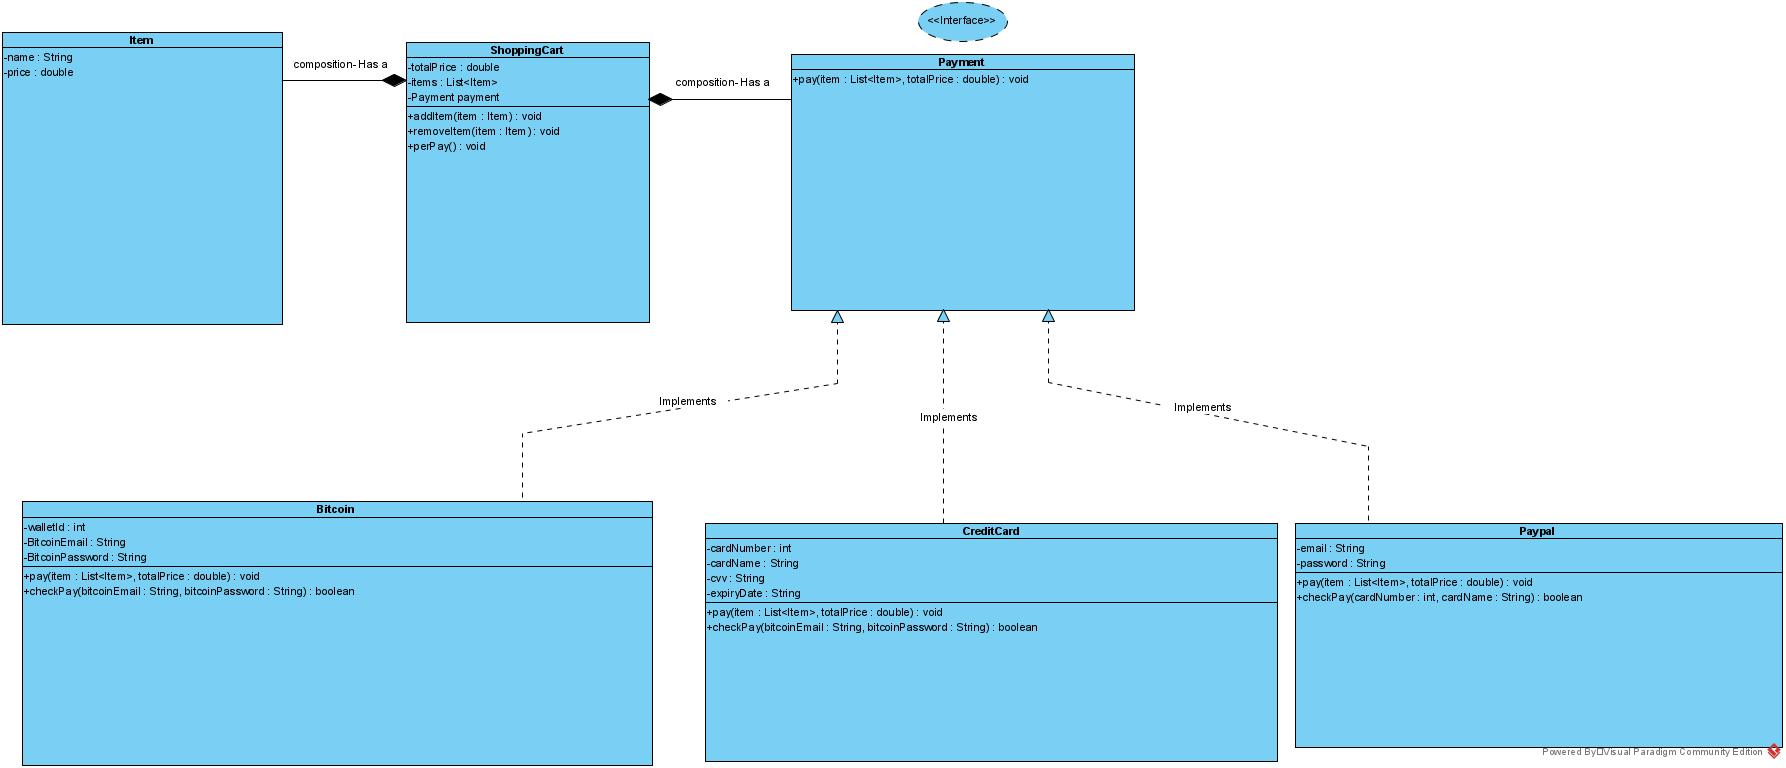 <<Interface>>
Item
-name : String
-price : double
composition- Has a
ShoppingCart
-totalPrice : double
-items : List<Item>
-Payment payment
+addItem(item : Item) : void
+removeItem(item : Item ) : void
+perPay() : void
composition- Has a
Payment
+pay(item : List<Item>, totalPrice : double) : void
Implements
Implements
Implements
Bitcoin
-walletId : int
-BitcoinEmail : String
-BitcoinPassword : String
+pay(item : List<Item>, totalPrice : double) : void
+checkPay(bitcoinEmail : String, bitcoinPassword : String) : boolean
CreditCard
-cardNumber : int
-cardName : String
-cvv : String
-expiryDate : String
+pay(item : List<Item>, totalPrice : double) : void
+checkPay(bitcoinEmail : String, bitcoinPassword : String) : boolean
Paypal
-email : String
-password : String
+pay(item : List<Item>, totalPrice : double) : void
+checkPay(cardNumber : int, cardName : String) : boolean
Powered By□Visual Paradigm Community Edition